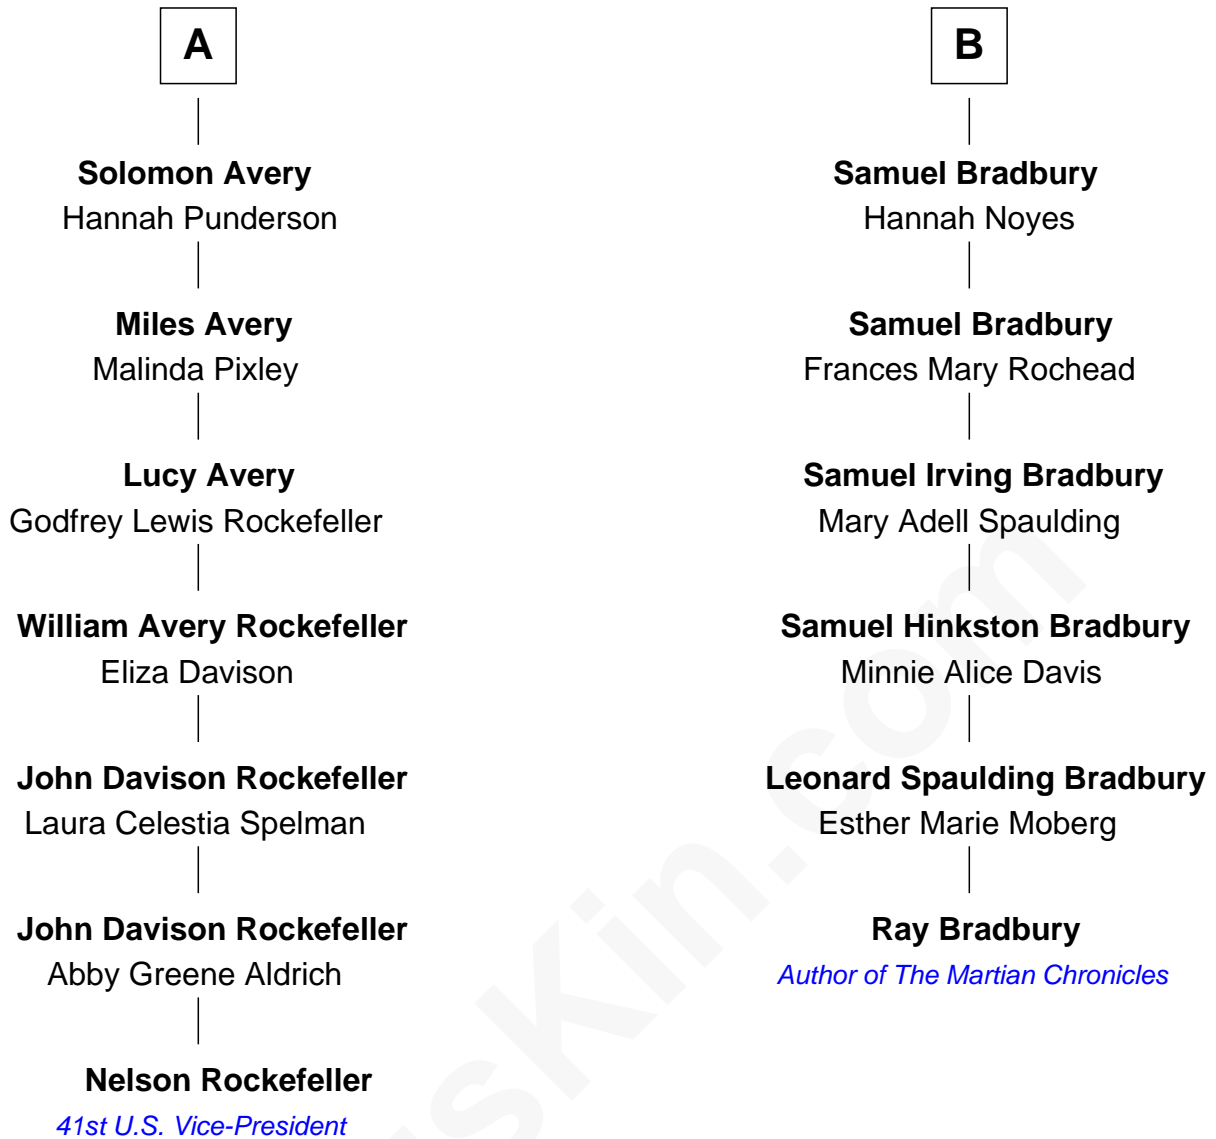 A
Solomon Avery
Hannah Punderson
Miles Avery
Malinda Pixley
Lucy Avery
Godfrey Lewis Rockefeller
William Avery Rockefeller
Eliza Davison
John Davison Rockefeller
Laura Celestia Spelman
John Davison Rockefeller
Abby Greene Aldrich
Nelson Rockefeller
41st U.S. Vice-President
B
Samuel Bradbury
Hannah Noyes
Samuel Bradbury
Frances Mary Rochead
Samuel Irving Bradbury
Mary Adell Spaulding
Samuel Hinkston Bradbury
Minnie Alice Davis
Leonard Spaulding Bradbury
Esther Marie Moberg
Ray Bradbury
Author of The Martian Chronicles
sKin.com